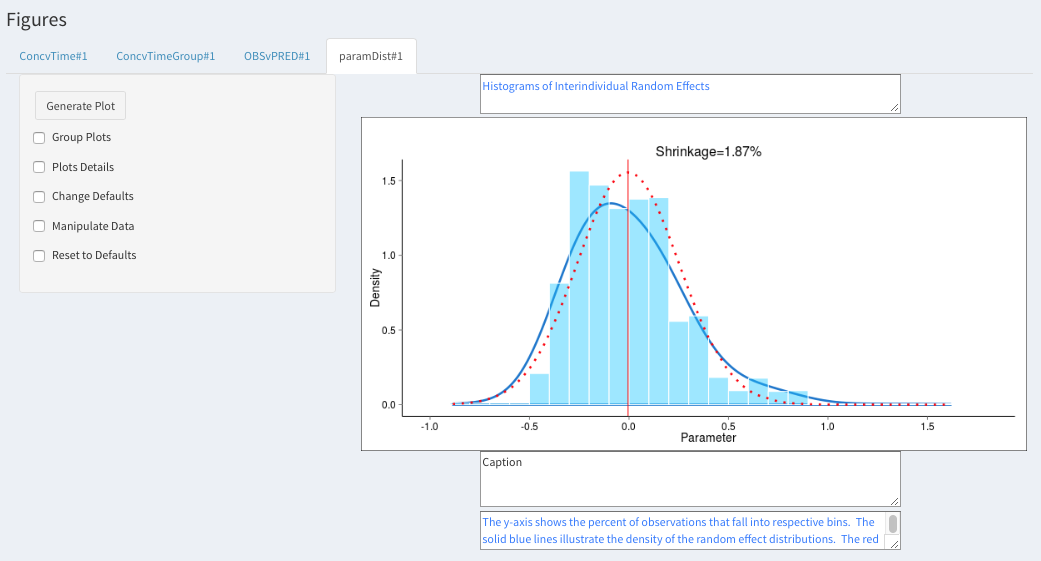 Figures
ConcvTime#1
ConcvTimeGroup#1
OBSvPRED#1
paramDist#1
Generate Plot
Group Plots
Plots Details
Change Defaults
Manipulate Data
Reset to Defaults
Histograms of Interindividual Random Effects
Shrinkage=1.87%
1.5
1.0
0.5
0.0
Density
-1.0
-0.5
0.0
0.5
1.0
1.5
Parameter
Caption
The y-axis shows the percent of observations that fall into respective bins. The
solid blue lines illustrate the density of the random effect distributions. The red